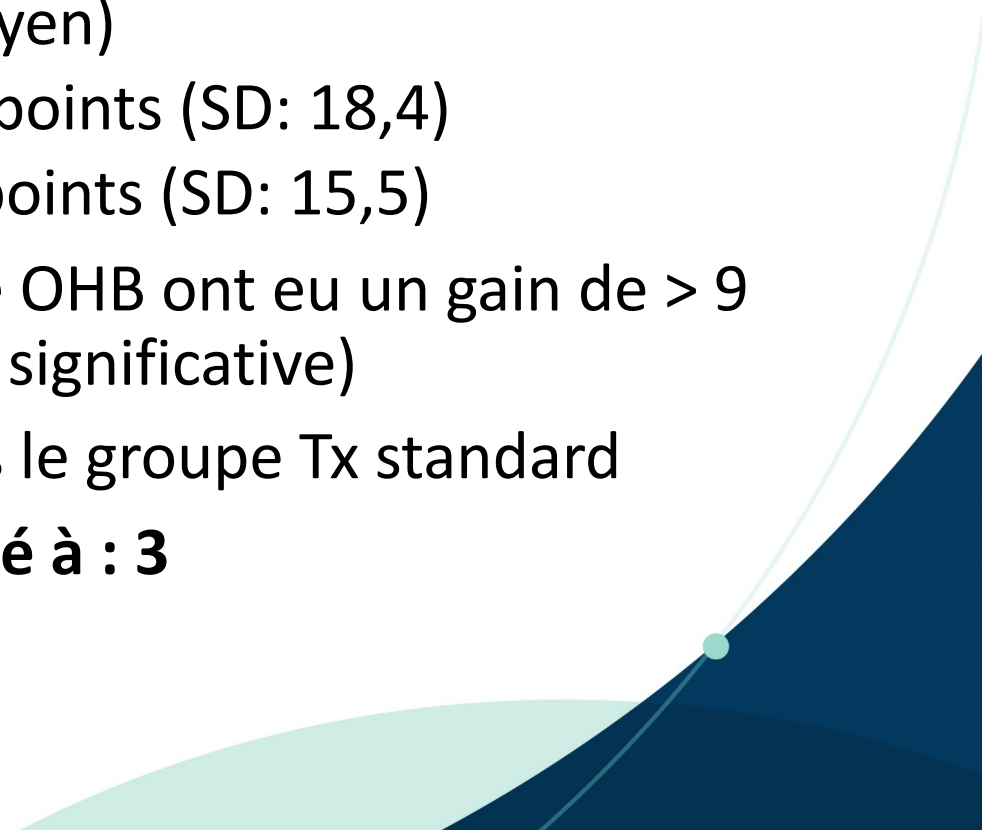 yen)
points (SD: 18,4)
points (SD: 15,5)
OHB ont eu un gain de > 9
significative)
le groupe Tx standard
é à : 3